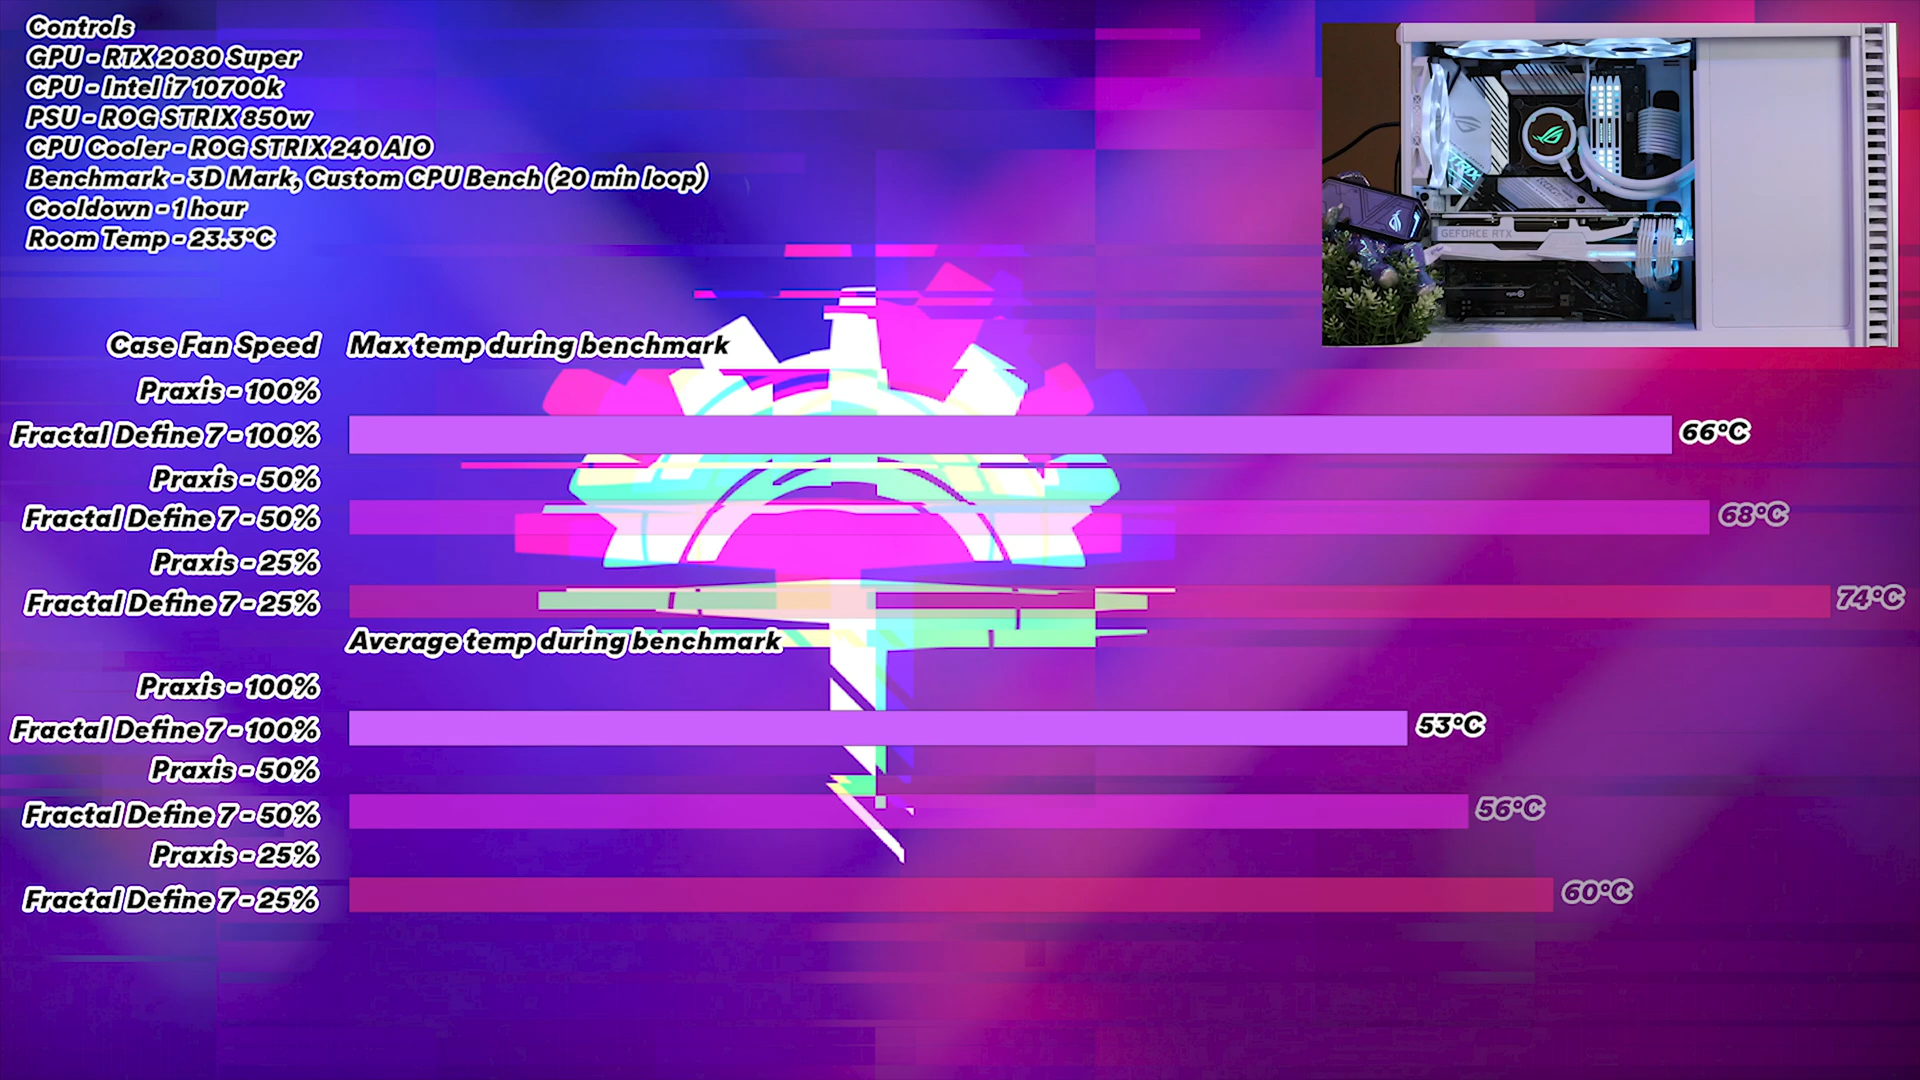 Controls
GPU - RTX 2080 Super
CPU - Intel i7 10700k
PSU - ROG STRIX 850w
CPU Cooler - ROG STRIX 240 AIO
Benchmark - 3D Mark, Custom CPU Bench (20 min loop)
Cooldown - 1 hour
Room Temp - 23.3°C
GEFORCE RTX
Case Fan Speed Max temp during benchmark
Praxis - 100%
Fractal Define 7 - 100% 66°C
Praxis - 50%
Fractal Define 7 - 50% 68°C
Praxis - 25%
Fractal Define 7 - 25% 74°C
Average temp during benchmark
Praxis - 100%
Fractal Define 7 - 100% 53°C
Praxis - 50%
Fractal Define 7 - 50% 56°C
Praxis - 25%
Fractal Define 7 - 25% 60°C